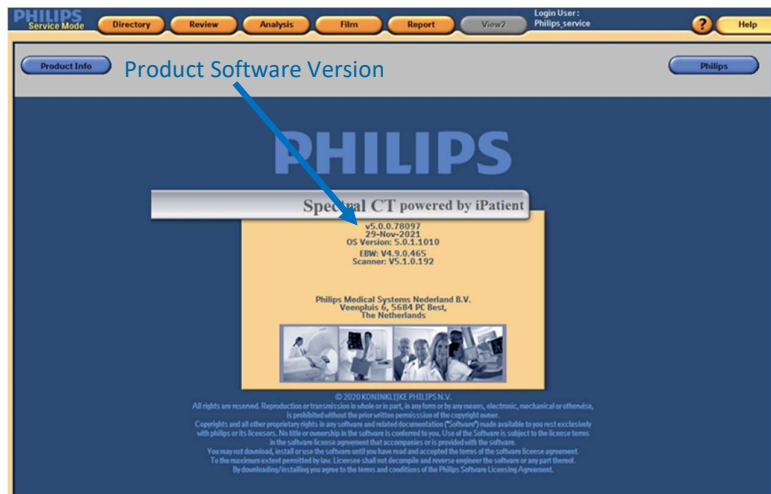 PHILIPS
Service Mode
Directory
Review
Analysis
Film
Report
View2
Login User :
Philips_service
?
Help
Product Info
Product Software Version
Philips
PHILIPS
Spectral CT powered by iPatient
v5.0.0.78097
29-Nov-2021
OS Version: 5.0.1.1010
EBW: V4.9.0.465
Scanner: V5.1.0.192
Philips Medical Systems Nederland B.V.
Veenpluis 6, 5684 PC Best,
The Netherlands
© 2020 KONINKLIJKE PHILIPS N.V.
All rights are reserved. Reproduction or transmission in whole or in part, in any form or by any means, electronic, mechanical or otherwise,
is prohibited without the prior written permisssion of the copyright owner.
Copyrights and all other proprietary rights in any software and related documentation ("Software") made available to you rest exclusively
with philips or its licensors. No title or ownership in the software is conferred to you. Use of the Software is subject to the license terms
in the software license agreement that accompanies or is provided with the software.
You may not download, install or use the software until you have read and accepted the terms of the software license agreement.
To the maximum extent permitted by law. Licensee shall not decompile and reverse engineer the software or any part thereof.
By downloading/installing you agree to the terms and conditions of the Philips Software Licensing Agreement.